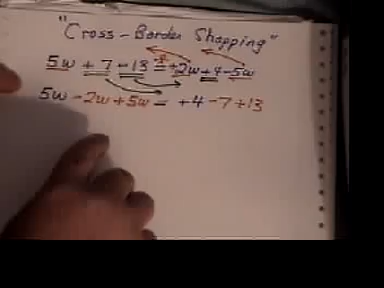 "Cross-Border Shopping"
5w + 7 - 13 = +2w + 4 - 5w
5w - 2w + 5w = +4 - 7 + 13